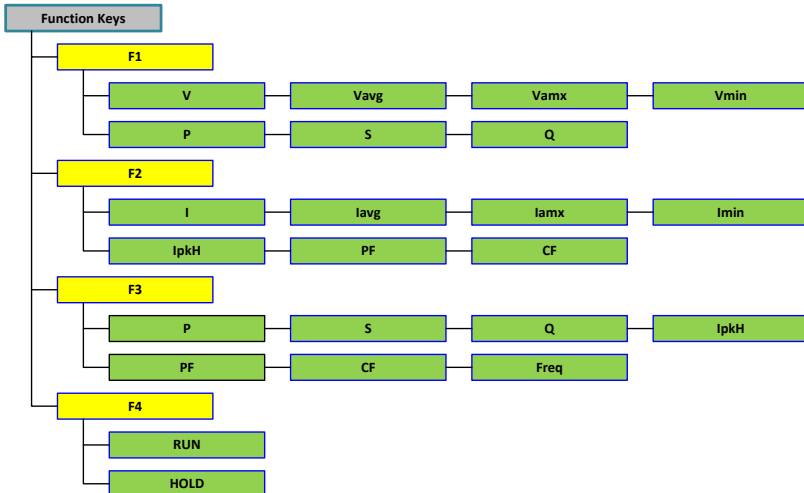 Function Keys
F1
V Vavg Vamx Vmin
P S Q
F2
I Iavg Iamx Imin
IpkH PF CF
F3
P S Q IpkH
PF CF Freq
F4
RUN
HOLD